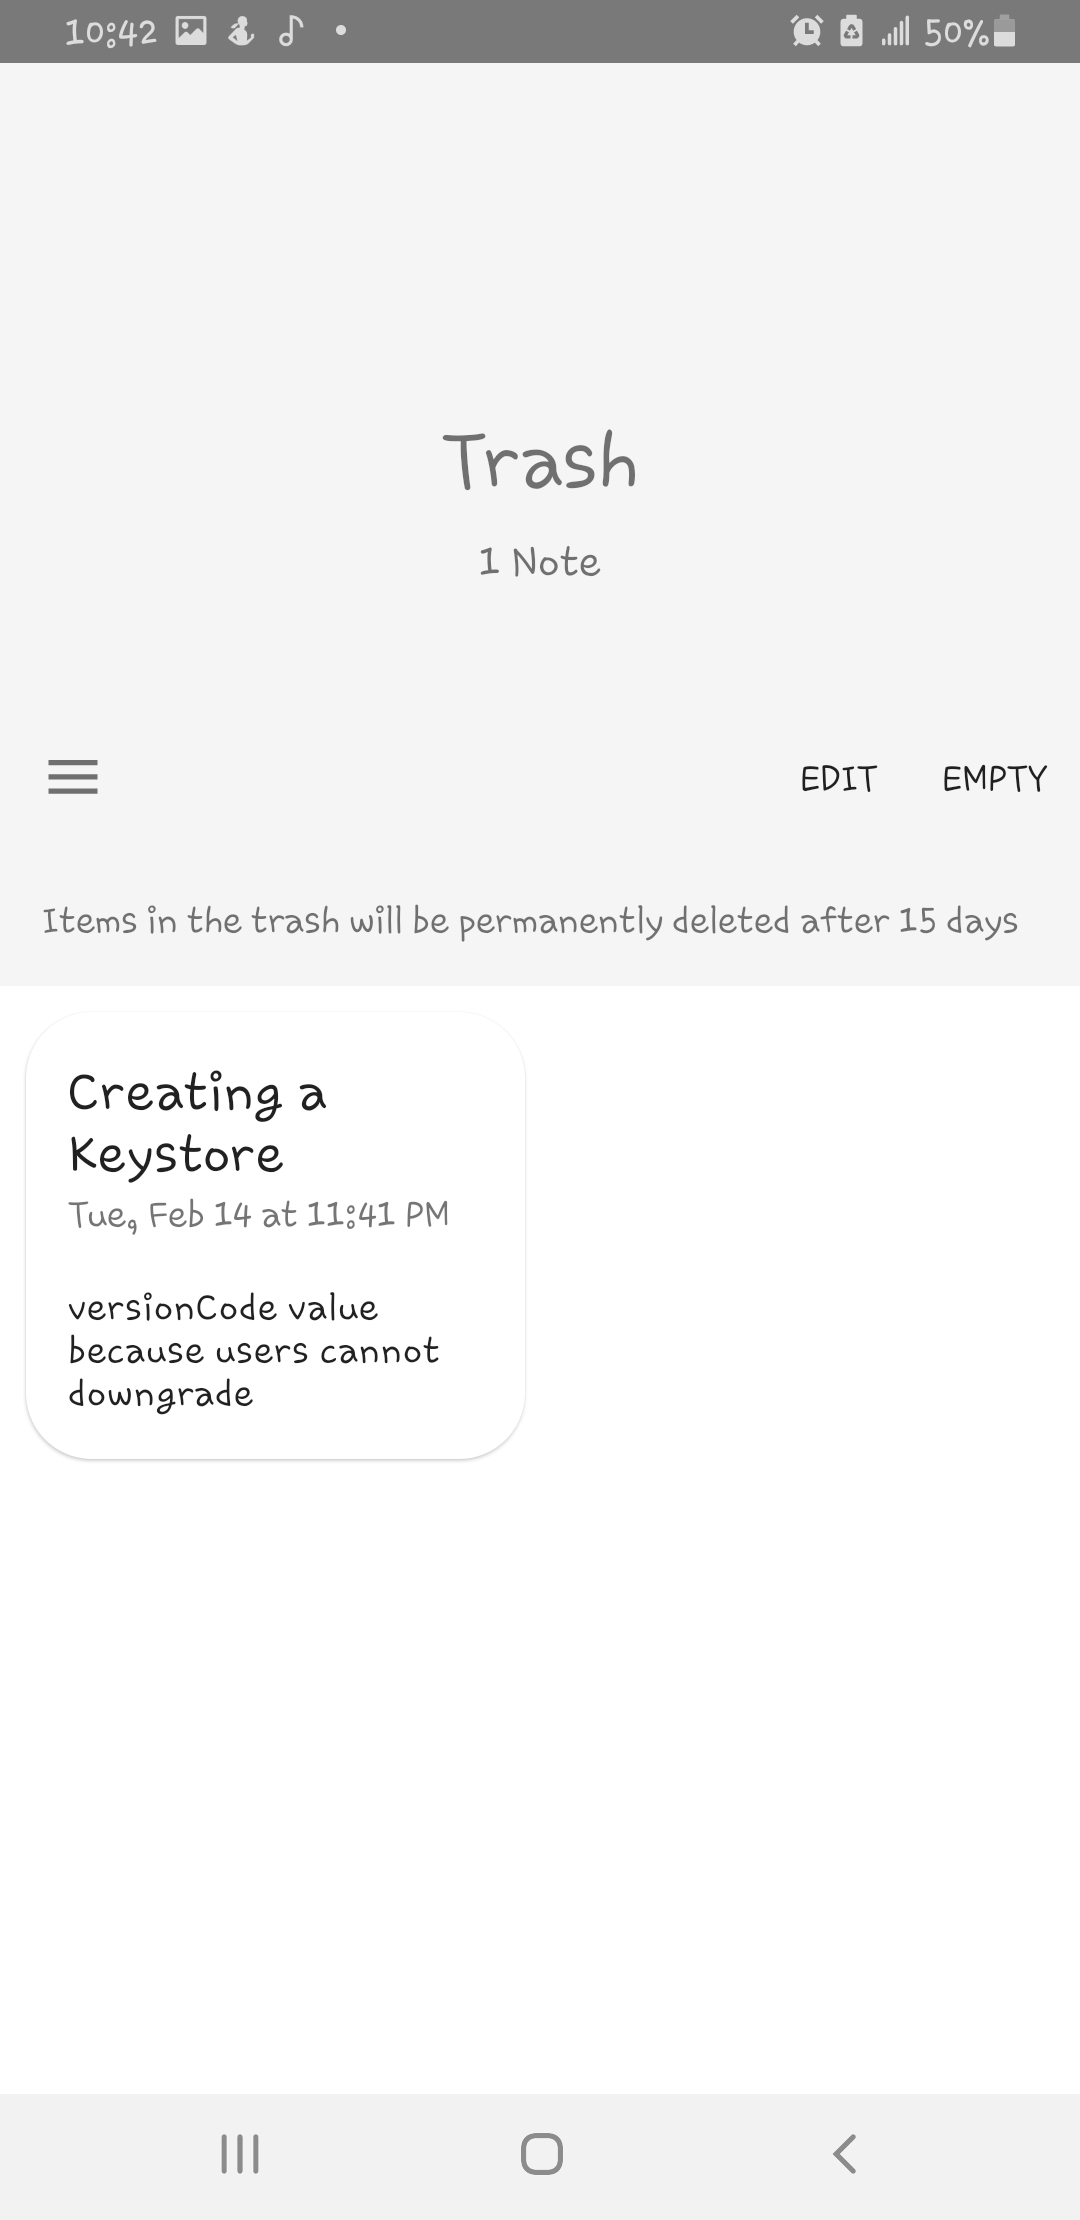 10:42
50%
Trash
1 Note
EDIT EMPTY
Items in the trash will be permanently deleted after 15 days
Creating a
Keystore
Tue, Feb 14 at 11:41 PM
versionCode value
because users cannot
downgrade